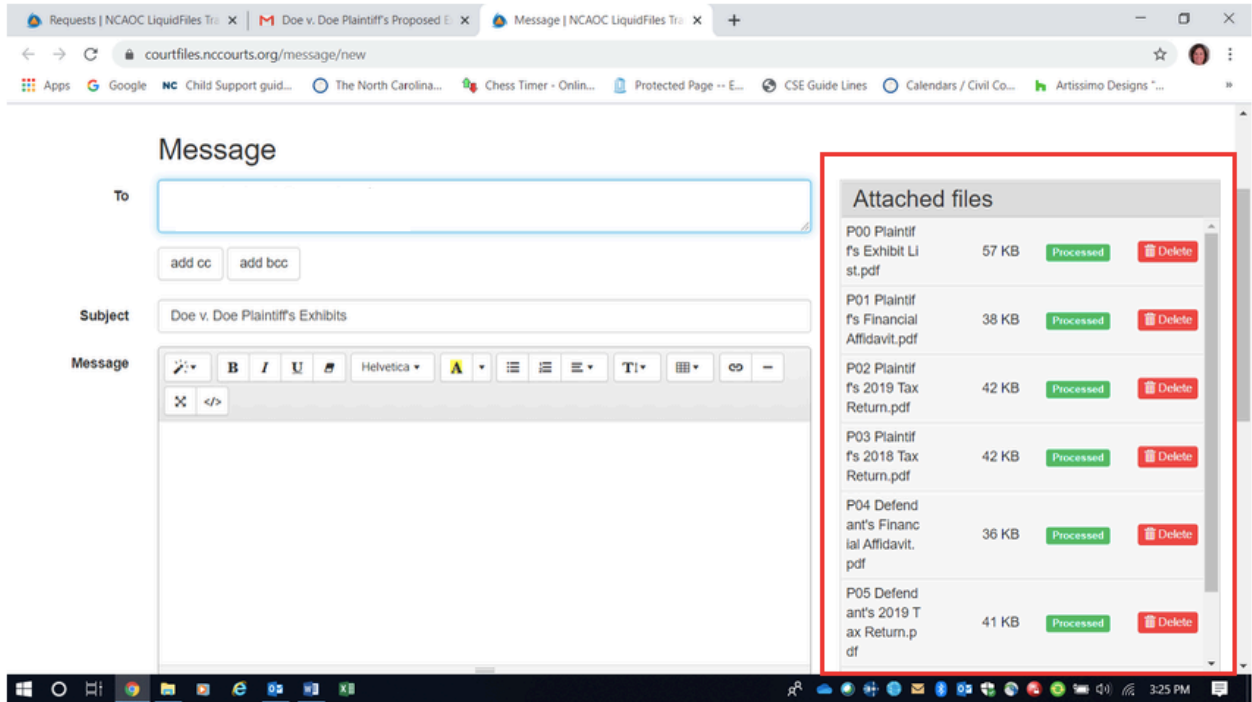 Requests | NCAOC LiquidFiles Tra
Doe v. Doe Plaintiff's Proposed E
Message | NCAOC LiquidFiles Tra
courtfiles.nccourts.org/message/new
Apps
Google
NC Child Support guid...
The North Carolina...
Chess Timer - Onlin...
Protected Page -- E...
CSE Guide Lines
Calendars / Civil Co...
Artissimo Designs "...
Message
To
add cc
add bcc
Subject
Doe v. Doe Plaintiff's Exhibits
Message
B I U
Helvetica
A
Attached files
P00 Plaintif
f's Exhibit Li
st.pdf
57 KB
Processed
Delete
P01 Plaintif
f's Financial
Affidavit.pdf
38 KB
Processed
Delete
P02 Plaintif
f's 2019 Tax
Return.pdf
42 KB
Processed
Delete
P03 Plaintif
f's 2018 Tax
Return.pdf
42 KB
Processed
Delete
P04 Defend
ant's Financ
ial Affidavit.
pdf
36 KB
Processed
Delete
P05 Defend
ant's 2019 T
ax Return.p
df
41 KB
Processed
Delete
3:25 PM